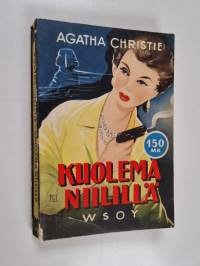 AGATHA CHRISTIE
150
MK
KUOLEMA
NIILILLÄ
WSOY